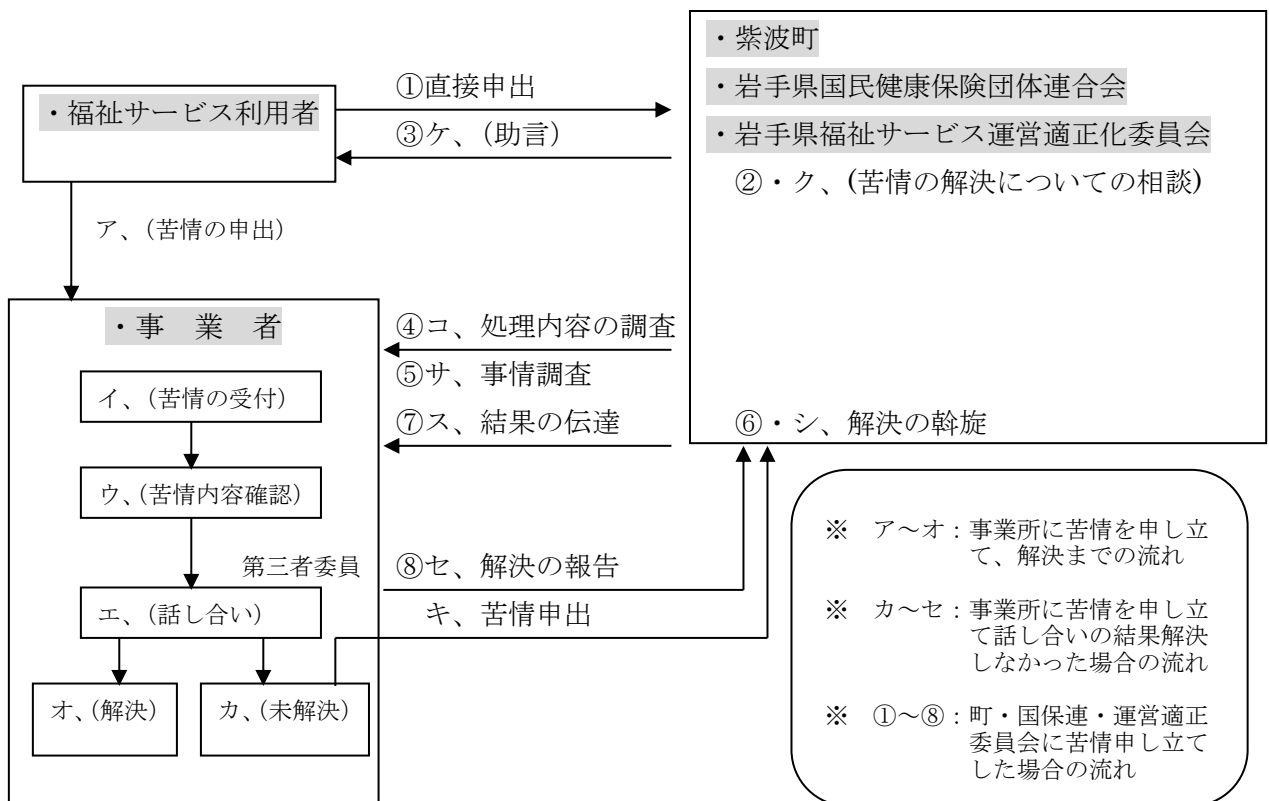 ・紫波町
・岩手県国民健康保険団体連合会
・岩手県福祉サービス運営適正化委員会
②・ク、(苦情の解決についての相談)
・福祉サービス利用者
①直接申出
③ケ、（助言）
ア、（苦情の申出）
・事　業　者
④コ、処理内容の調査
⑤サ、事情調査
イ、（苦情の受付）
⑦ス、結果の伝達
⑥・シ、解決の斡旋
ウ、（苦情内容確認）
第三者委員
⑧セ、解決の報告
エ、（話し合い）
キ、苦情申出
オ、（解決）
カ、（未解決）
※　ア～オ：事業所に苦情を申し立
て、解決までの流れ
※　カ～セ：事業所に苦情を申し立
て話し合いの結果解決
しなかった場合の流れ
※　①～⑧：町・国保連・運営適正
委員会に苦情申し立て
した場合の流れ